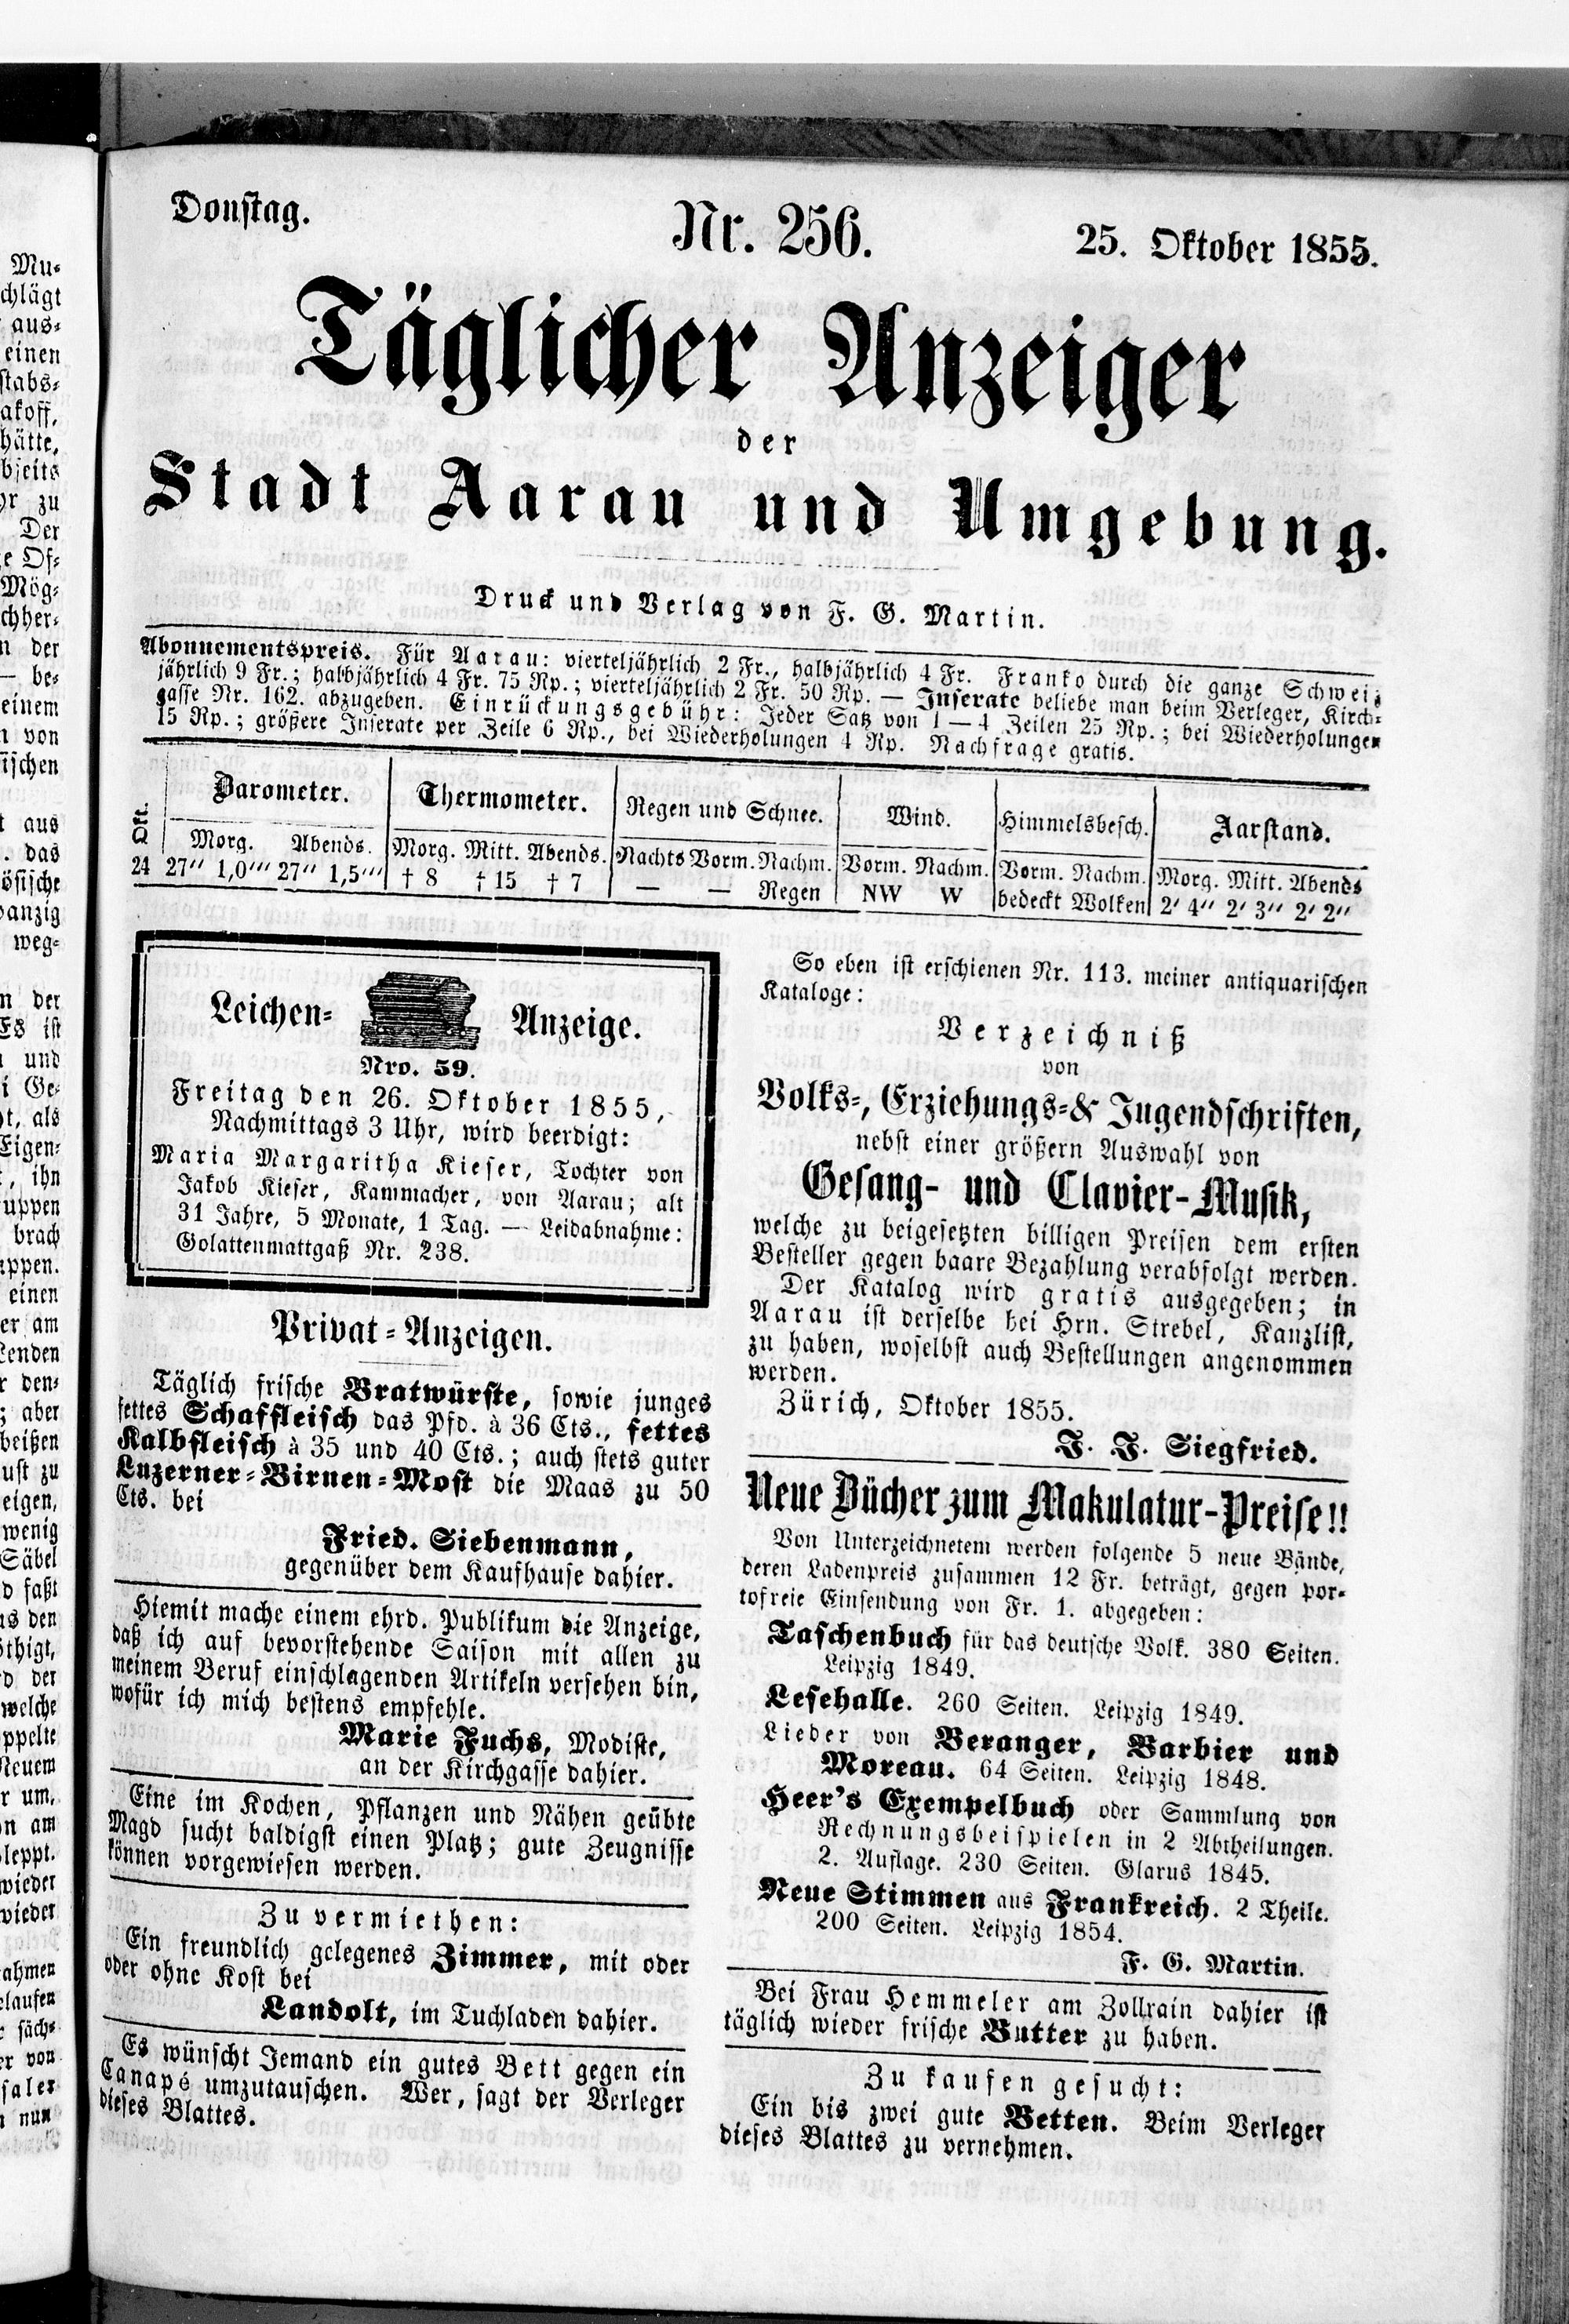 Donstag.
Nr. 256.
25. Oktober 1855.
Täglicher Anzeiger
der
Stadt Aarau und Umgebung.
Druck und Verlag von F. G. Martin.
Abonnementspreis. Für Aarau: vierteljährlich 2 Fr., halbjährlich 4 Fr. Franko durch die ganze Schweiz
jährlich 9 Fr.; halbjährlich 4 Fr. 75 Rp.; vierteljährlich 2 Fr. 50 Rp. — Inserate beliebe man beim Verleger, Kirch-
gasse Nr. 162. abzugeben. Einrückungsgebühr: Jeder Satz von 1—4 Zeilen 25 Rp.; bei Wiederholungen
15 Rp.; größere Inserate per Zeile 6 Rp., bei Wiederholungen 4 Rp. Nachfrage gratis.
Okt. Barometer. Thermometer. Regen und Schnee. Wind. Himmelsbesch. Aarstand.
Morg. Abends. Morg. Mitt. Abends. Nachts Vorm. Nachm. Vorm. Nachm. Vorm. Nachm. Morg. Mitt. Abends
24 27'' 1,0''' 27'' 1,5''' † 8 † 15 † 7 — — Regen NW W bedeckt Wolken 2' 4'' 2' 3'' 2' 2''
Leichen- Anzeige.
Nro. 59.
Freitag den 26. Oktober 1855,
Nachmittags 3 Uhr, wird beerdigt:
Maria Margaritha Kieser, Tochter von
Jakob Kieser, Kammacher, von Aarau; alt
31 Jahre, 5 Monate, 1 Tag. — Leidabnahme:
Golattenmattgaß Nr. 238.
Privat-Anzeigen.
Täglich frische Bratwürste, sowie junges
fettes Schaffleisch das Pfd. à 36 Cts., fettes
Kalbfleisch à 35 und 40 Cts.; auch stets guter
Luzerner-Birnen-Most die Maas zu 50
Cts. bei
Fried. Siebenmann,
gegenüber dem Kaufhause dahier.
Hiemit mache einem ehrd. Publikum die Anzeige,
daß ich auf bevorstehende Saison mit allen zu
meinem Beruf einschlagenden Artikeln versehen bin,
wofür ich mich bestens empfehle.
Marie Fuchs, Modiste,
an der Kirchgasse dahier.
Eine im Kochen, Pflanzen und Nähen geübte
Magd sucht baldigst einen Platz; gute Zeugnisse
können vorgewiesen werden.
Zu vermiethen:
Ein freundlich gelegenes Zimmer, mit oder
oder ohne Kost bei
Landolt, im Tuchladen dahier.
Es wünscht Jemand ein gutes Bett gegen ein
Canapé umzutauschen. Wer, sagt der Verleger
dieses Blattes.
So eben ist erschienen Nr. 113. meiner antiquarischen
Kataloge:
Verzeichniß
von
Volks-, Erziehungs- & Jugendschriften,
nebst einer größern Auswahl von
Gesang- und Clavier-Musik,
welche zu beigesetzten billigen Preisen dem ersten
Besteller gegen baare Bezahlung verabfolgt werden.
Der Katalog wird gratis ausgegeben; in
Aarau ist derselbe bei Hrn. Strebel, Kanzlist,
zu haben, woselbst auch Bestellungen angenommen
werden.
Zürich, Oktober 1855.
J. J. Siegfried.
Neue Bücher zum Makulatur-Preise!!
Von Unterzeichnetem werden folgende 5 neue Bände,
deren Ladenpreis zusammen 12 Fr. beträgt, gegen por-
tofreie Einsendung von Fr. 1. abgegeben:
Taschenbuch für das deutsche Volk. 380 Seiten.
Leipzig 1849.
Lesehalle. 260 Seiten. Leipzig 1849.
Lieder von Beranger, Barbier und
Moreau. 64 Seiten. Leipzig 1848.
Heer's Exempelbuch oder Sammlung von
Rechnungsbeispielen in 2 Abtheilungen.
2. Auflage. 230 Seiten. Glarus 1845.
Neue Stimmen aus Frankreich. 2 Theile.
200 Seiten. Leipzig 1854.
F. G. Martin.
Bei Frau Hemmeler am Zollrain dahier ist
täglich wieder frische Butter zu haben.
Zu kaufen gesucht:
Ein bis zwei gute Betten. Beim Verleger
dieses Blattes zu vernehmen.